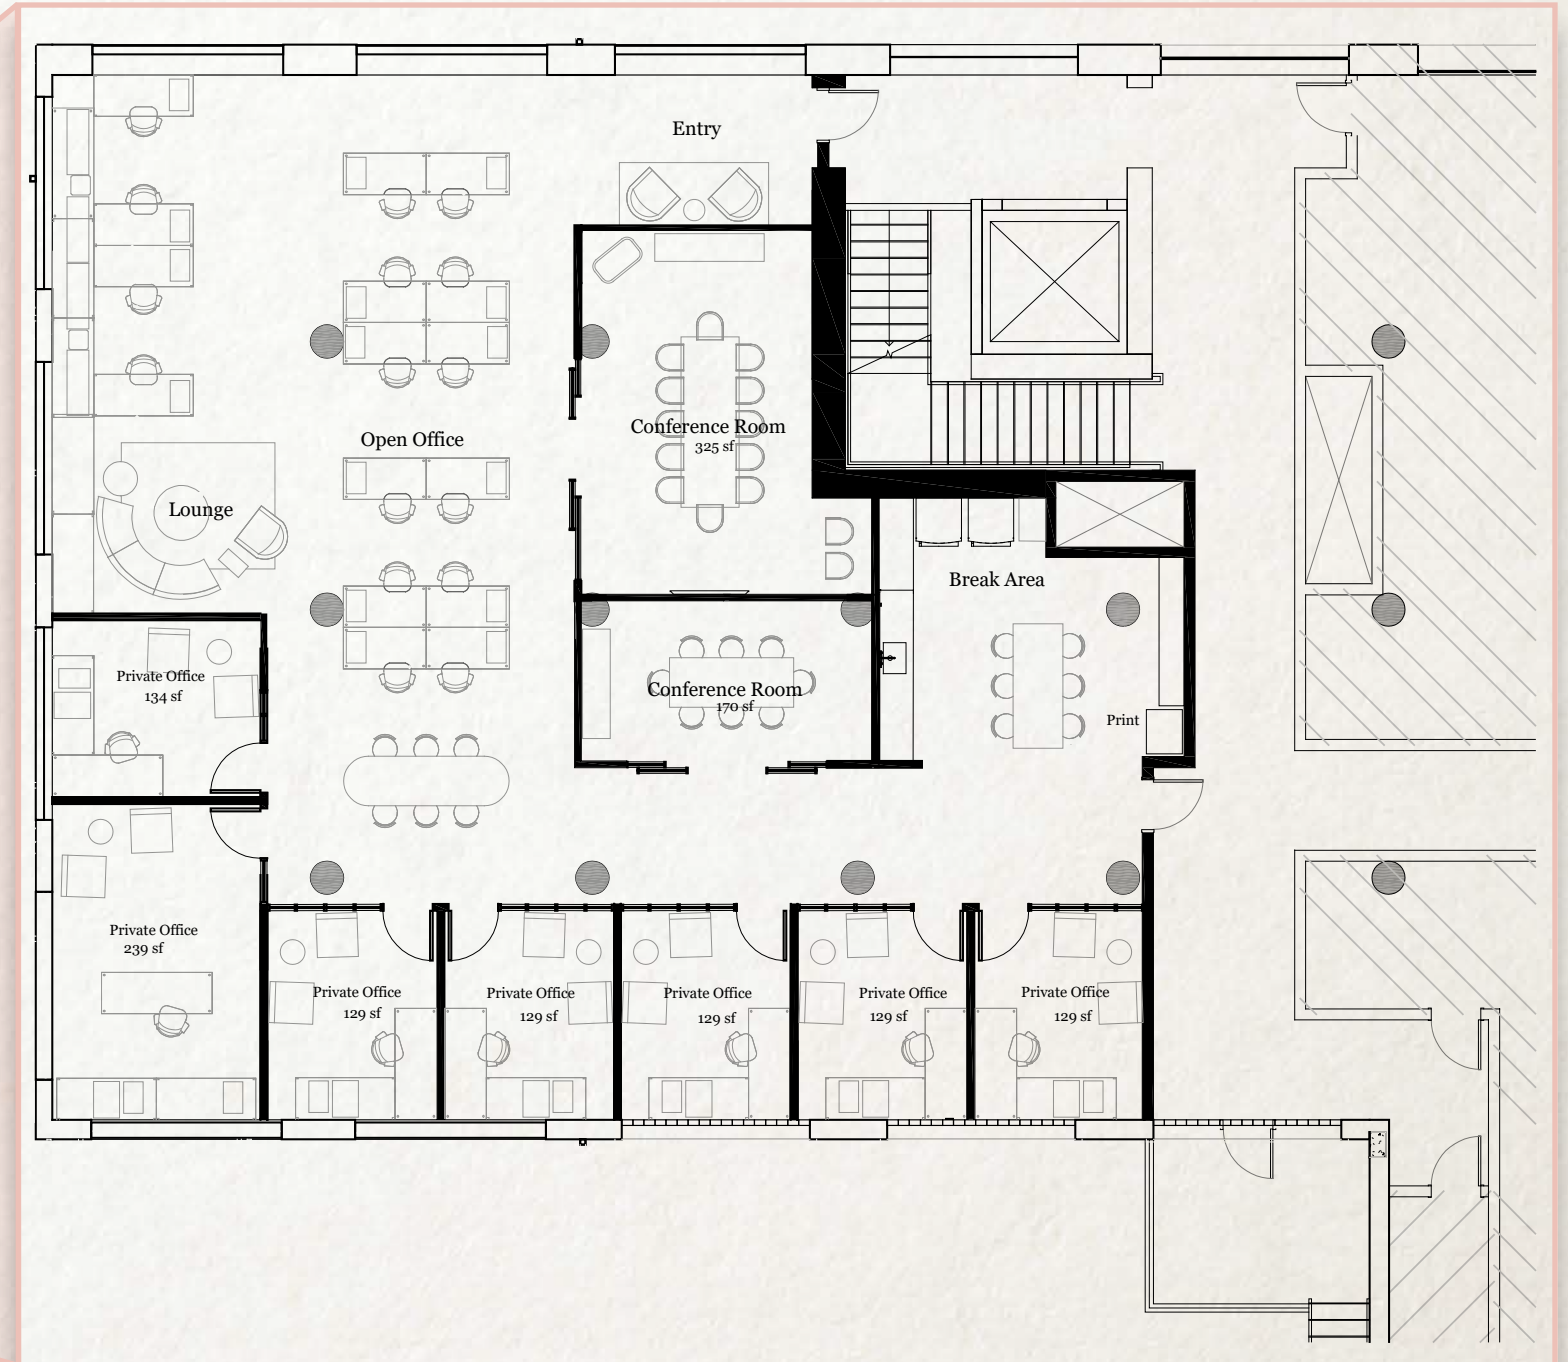 Entry
Conference Room
325 sf
Open Office
Lounge
Break Area
Private Office
134 sf
Conference Room
170 sf
Print
Private Office
239 sf
Private Office
129 sf
Private Office
129 sf
Private Office
129 sf
Private Office
129 sf
Private Office
129 sf